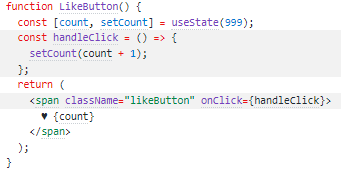 function LikeButton() {
  const [count, setCount] = useState(999);
  const handleClick = () => {
    setCount(count + 1);
  };
  return (
    <span className="likeButton" onClick={handleClick}>
      ♥ {count}
    </span>
  );
}